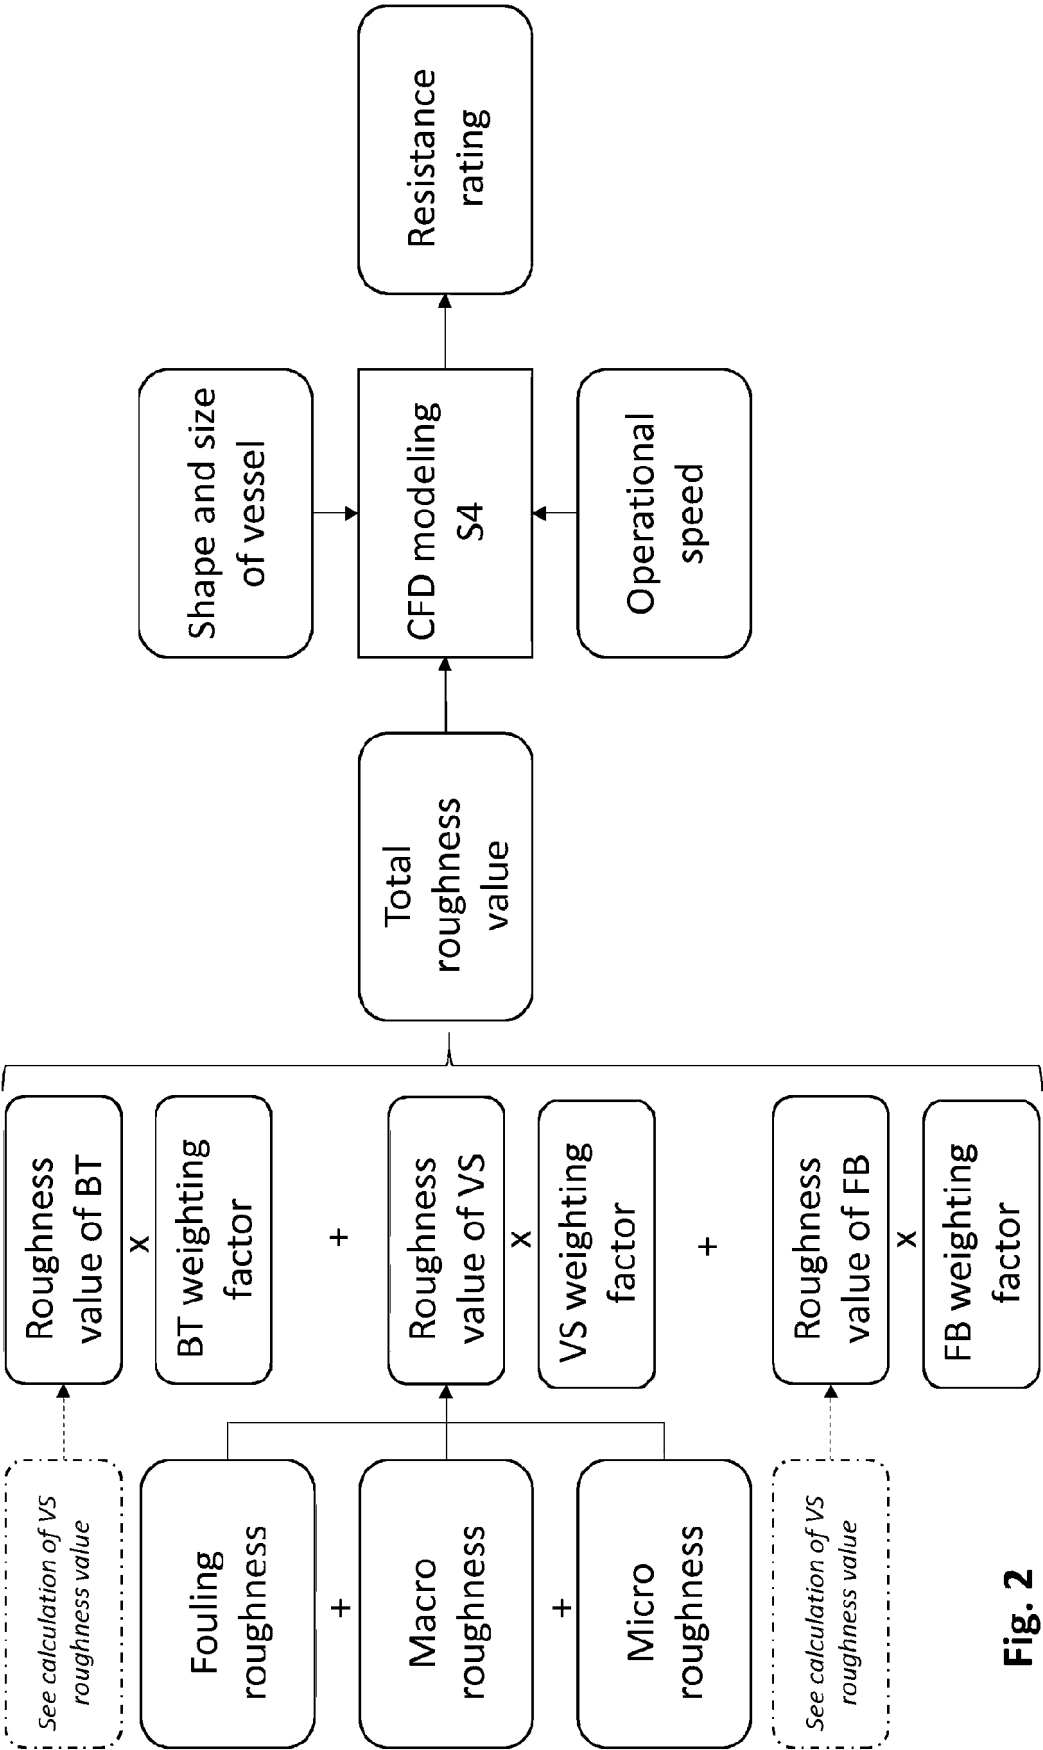 See calculation of VS
roughness value
Fouling
roughness
+
Macro
roughness
+
Micro
roughness
See calculation of VS
roughness value
Roughness
value of BT
x
BT weighting
factor
+
Roughness
value of VS
x
VS weighting
factor
+
Roughness
value of FB
x
FB weighting
factor
Total
roughness
value
Shape and size
of vessel
CFD modeling
S4
Operational
speed
Resistance
rating
Fig. 2